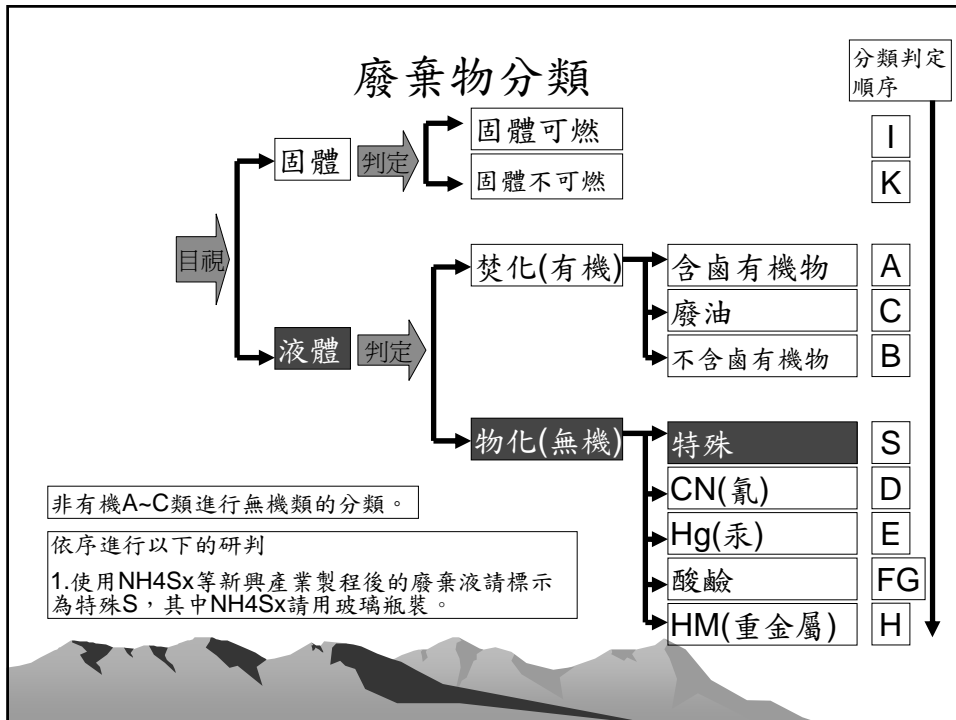 廢棄物分類
分類判定
順序
固體
判定
固體可燃
I
固體不可燃
K
目視
焚化(有機)
含鹵有機物
A
廢油
C
液體
判定
不含鹵有機物
B
物化(無機)
特殊
S
CN(氰)
D
Hg(汞)
E
酸鹼
FG
HM(重金屬)
H
非有機A~C類進行無機類的分類。
依序進行以下的研判
1.使用NH4Sx等新興產業製程後的廢棄液請標示
為特殊S，其中NH4Sx請用玻璃瓶裝。